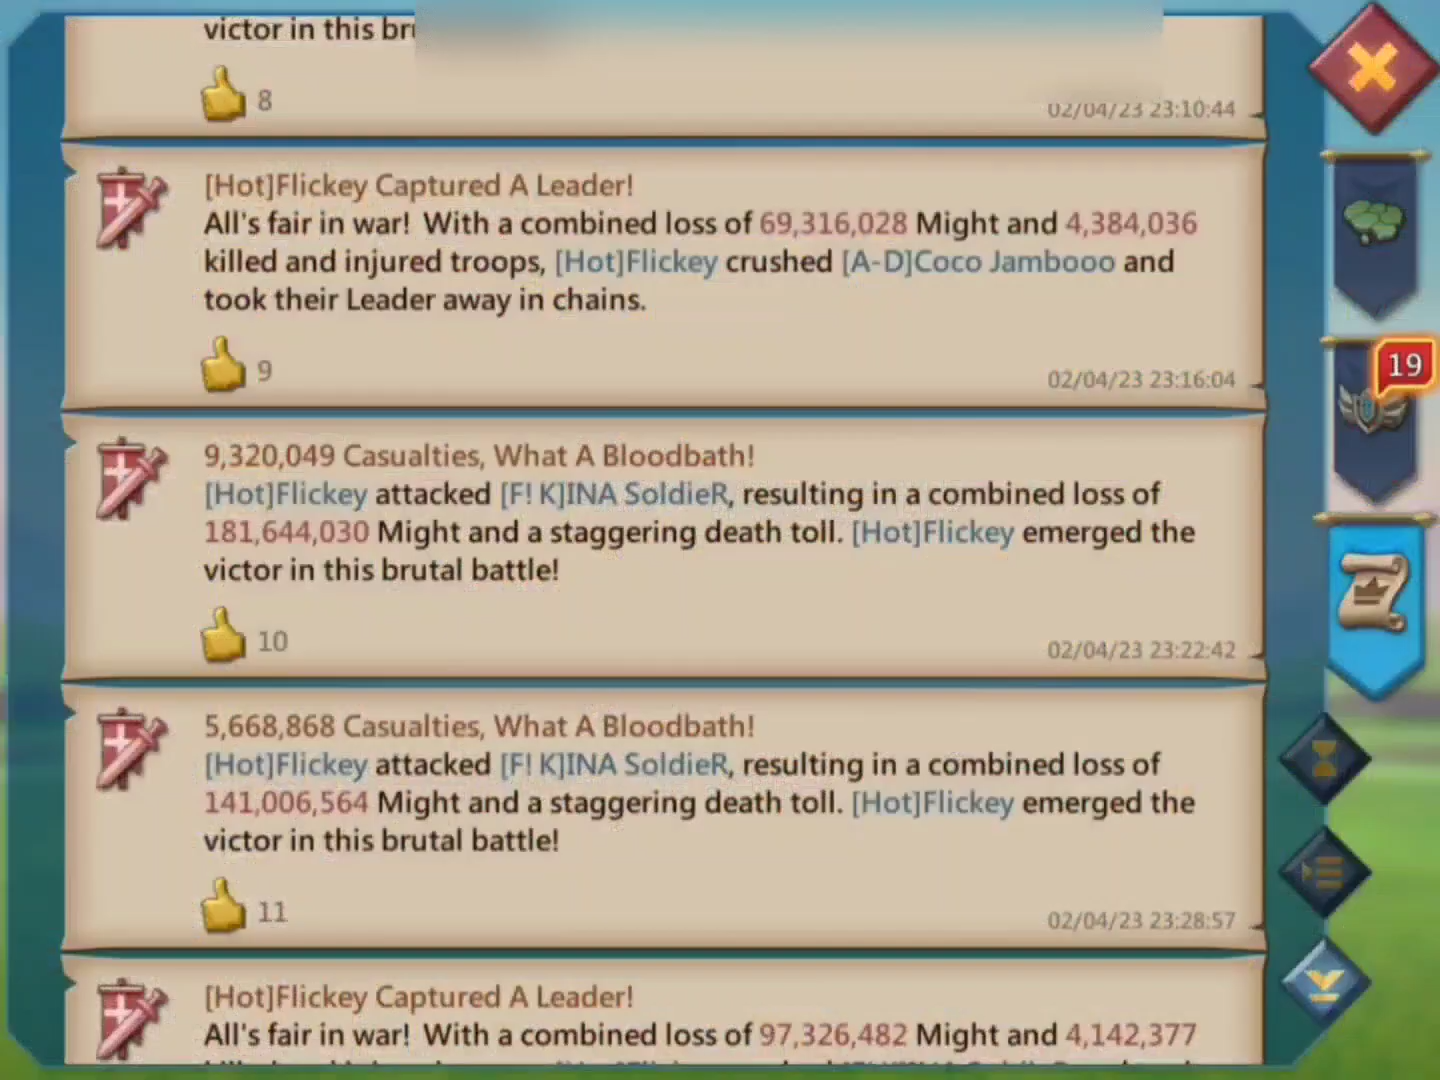 victor in this bru
8
02/04/23 23:10:44
[Hot]Flickey Captured A Leader!
All's fair in war! With a combined loss of 69,316,028 Might and 4,384,036
killed and injured troops, [Hot]Flickey crushed [A-D]Coco Jambooo and
took their Leader away in chains.
9
02/04/23 23:16:04
19
9,320,049 Casualties, What A Bloodbath!
[Hot]Flickey attacked [F! K]INA SoldieR, resulting in a combined loss of
181,644,030 Might and a staggering death toll. [Hot]Flickey emerged the
victor in this brutal battle!
10
02/04/23 23:22:42
5,668,868 Casualties, What A Bloodbath!
[Hot]Flickey attacked [F! K]INA SoldieR, resulting in a combined loss of
141,006,564 Might and a staggering death toll. [Hot]Flickey emerged the
victor in this brutal battle!
11
02/04/23 23:28:57
[Hot]Flickey Captured A Leader!
All's fair in war! With a combined loss of 97,326,482 Might and 4,142,377